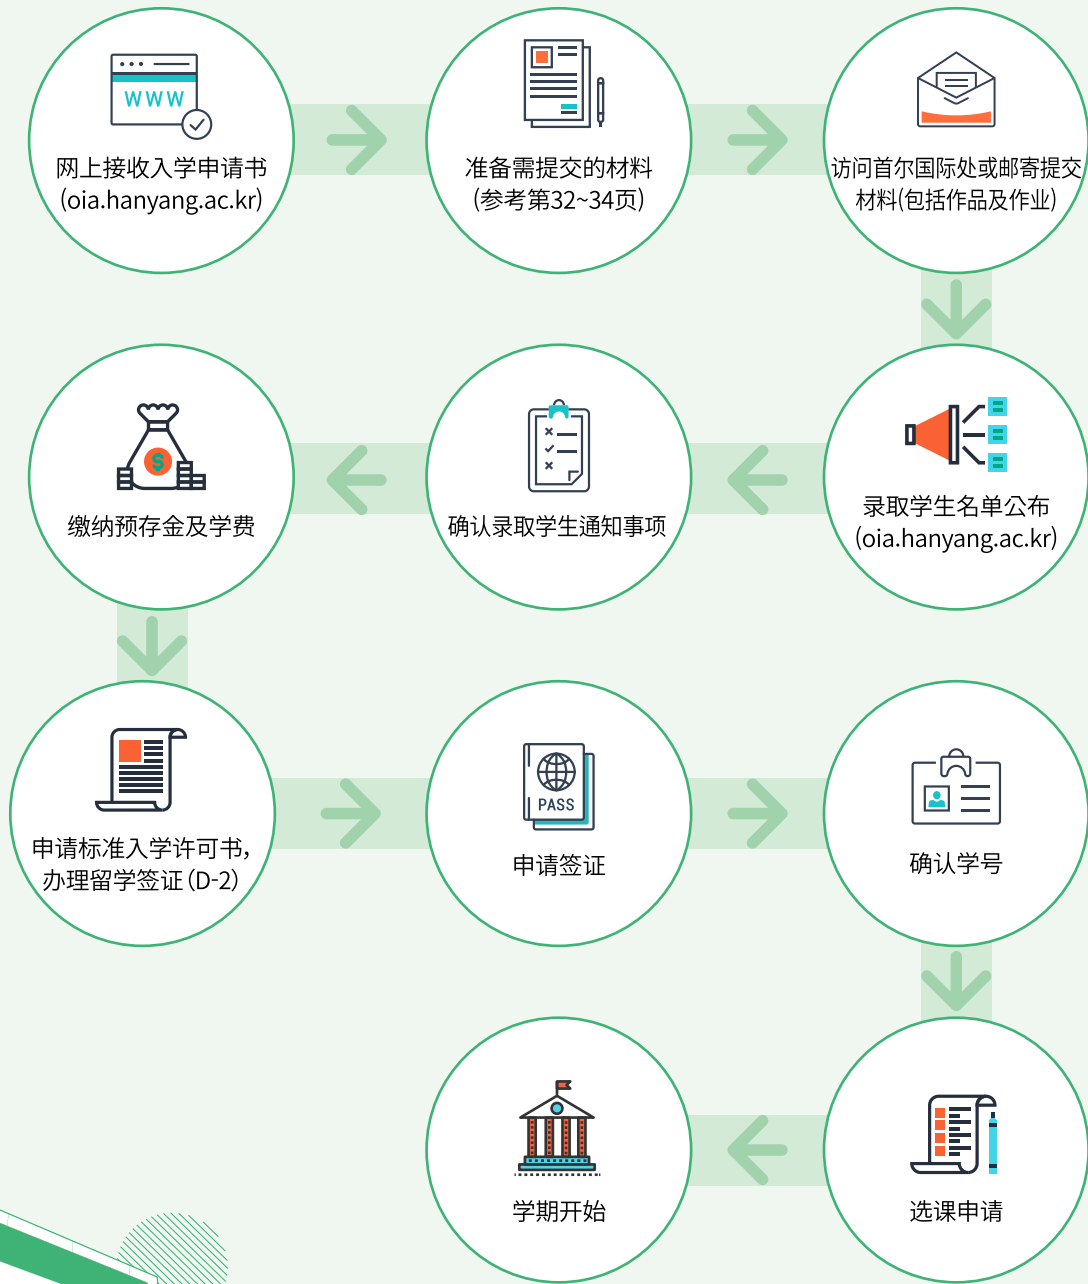 WWW
网上接收入学申请书
(oia.hanyang.ac.kr)
准备需提交的材料
(参考第32~34页)
访问首尔国际处或邮寄提交
材料(包括作品及作业)
录取学生名单公布
(oia.hanyang.ac.kr)
确认录取学生通知事项
$
缴纳预存金及学费
申请标准入学许可书,
办理留学签证(D-2)
PASS
申请签证
确认学号
选课申请
学期开始